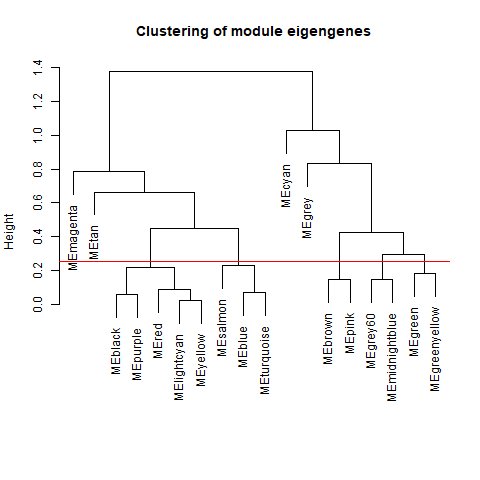 Clustering of module eigengenes
Height
1.4
1.2
1.0
0.8
0.6
0.4
0.2
0.0
MEmagenta
MEtan
MEblack
MEpurple
MEred
MElightcyan
MEyellow
MEsalmon
MEblue
MEturquoise
MEcyan
MEgrey
MEbrown
MEpink
MEgrey60
MEmidnightblue
MEgreen
MEgreenyellow